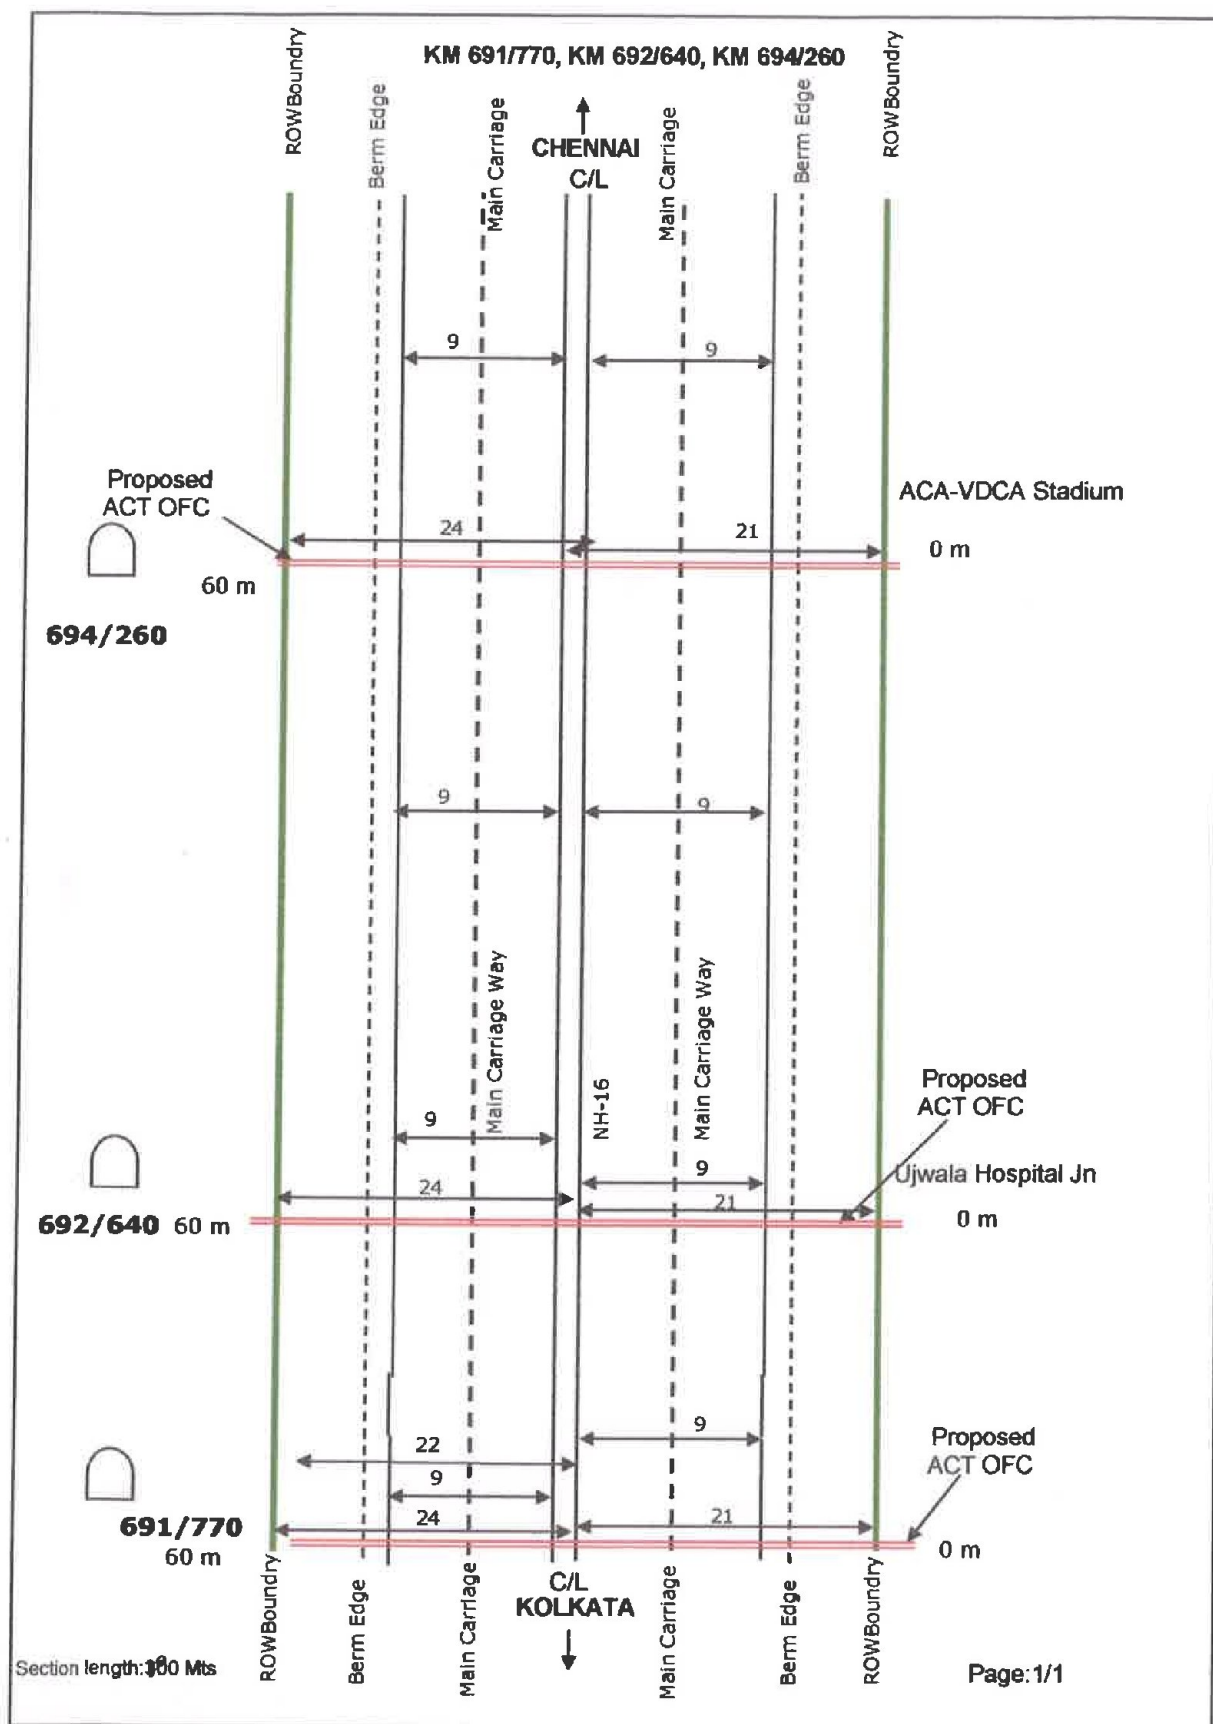 KM 691/770, KM 692/640, KM 694/260
ROWBoundry
Berm Edge
Main Carriage
CHENNAI
C/L
Main Carriage
Berm Edge
ROWBoundry
9
9
Proposed
ACT OFC
ACA-VDCA Stadium
24
21
0 m
60 m
694/260
9
9
Main Carriage Way
NH-16
Main Carriage Way
Proposed
ACT OFC
9
9
Ujwala Hospital Jn
24
21
692/640 60 m
0 m
9
22
Proposed
ACT OFC
9
691/770
24
21
60 m
0 m
C/L
KOLKATA
ROWBoundry
Berm Edge
Main Carriage
Main Carriage
Berm Edge
ROWBoundry
Section length: Mts
Page:1/1